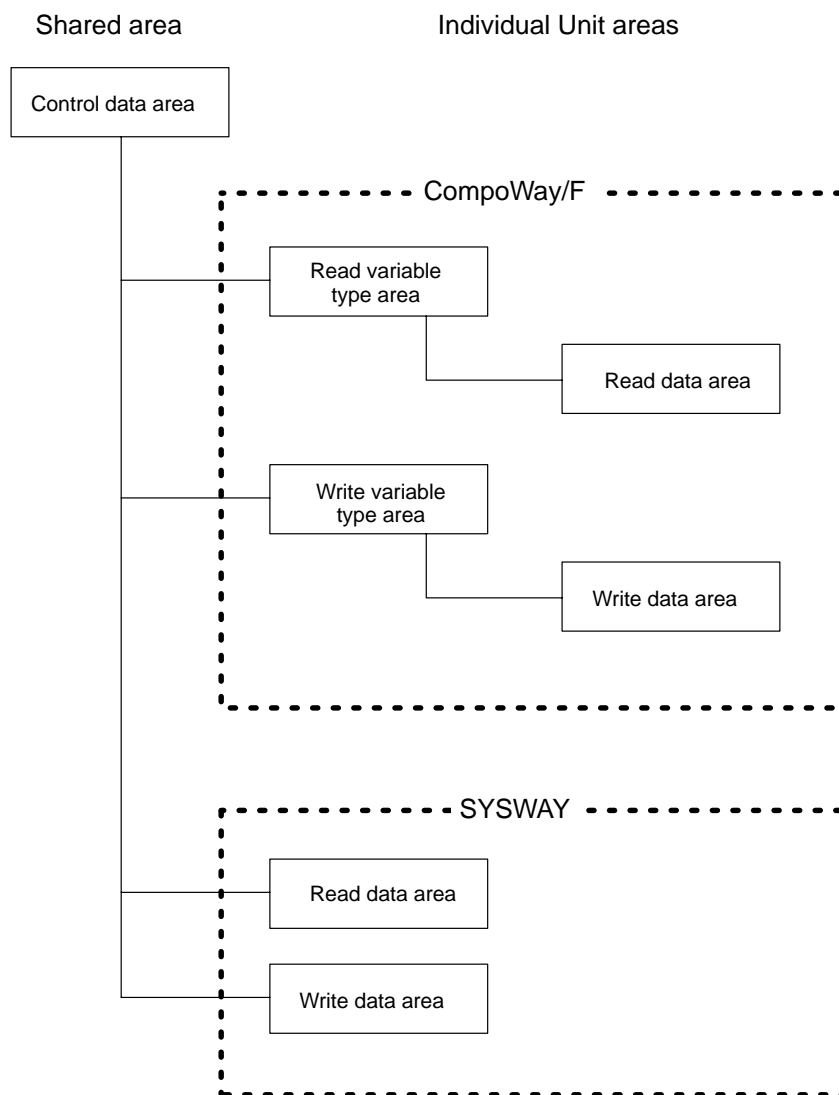 Shared area
Individual Unit areas
Control data area
CompoWay/F
Read variable
type area
Read data area
Write variable
type area
Write data area
SYSWAY
Read data area
Write data area